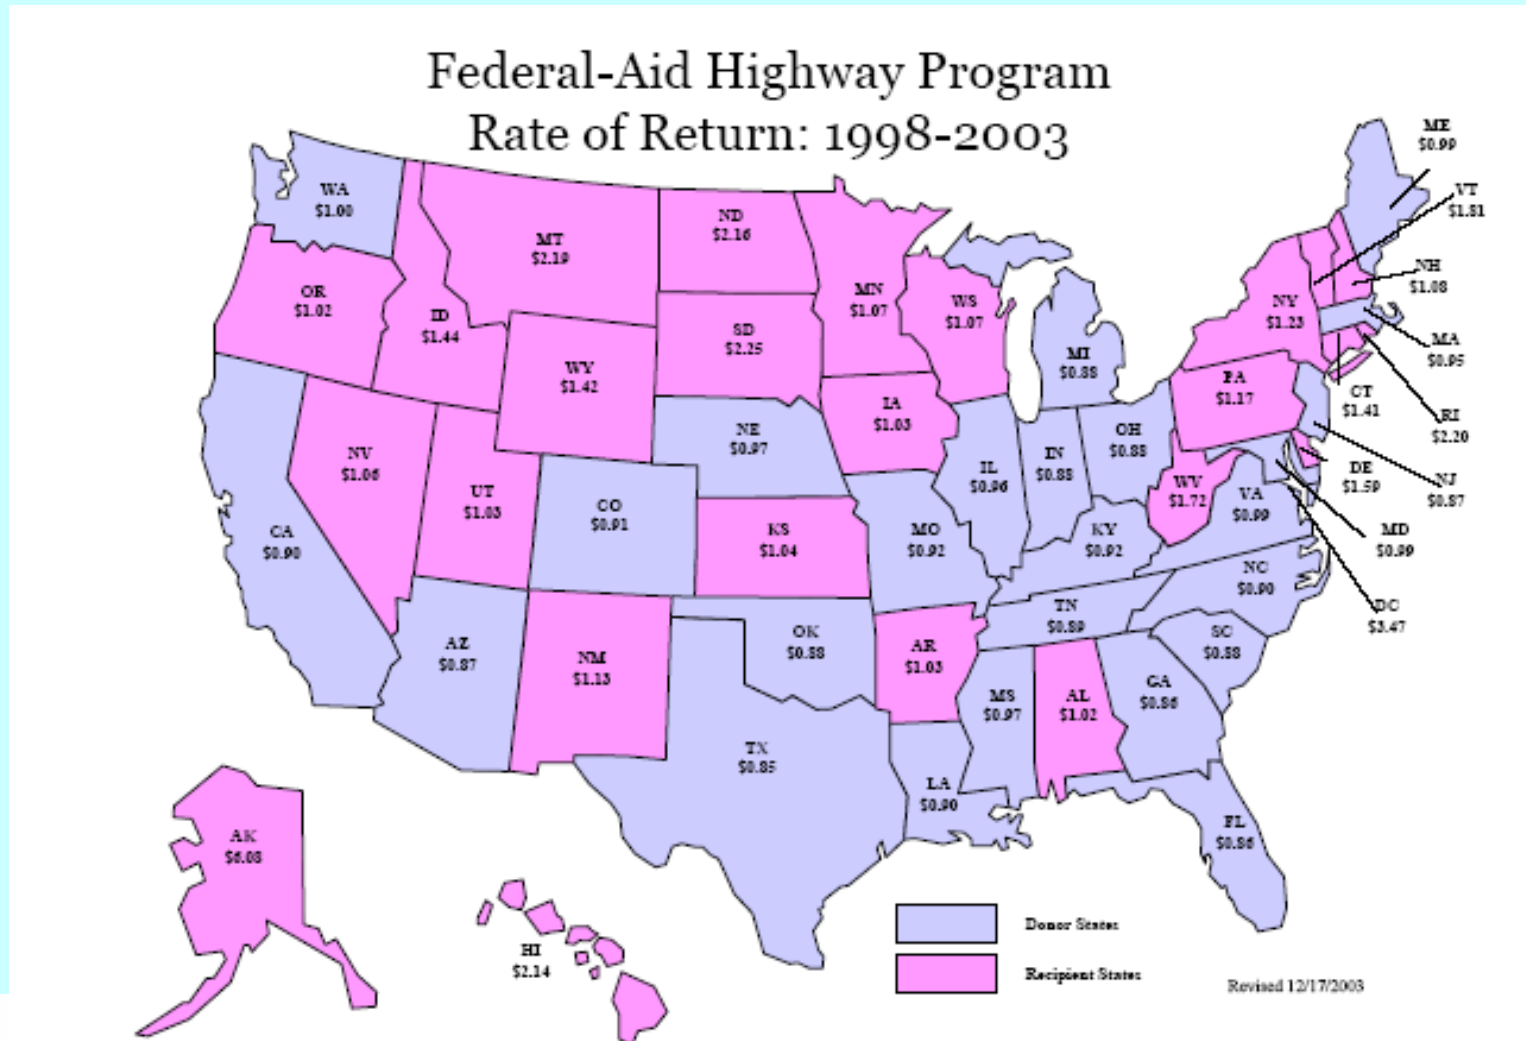 Federal-Aid Highway Program
Rate of Return: 1998-2003
ME
$0.99
WA
$1.00
VT
$1.81
ND
$2.16
MT
$2.19
NH
$1.08
OR
$1.02
ID
$1.44
MN
$1.07
WS
$1.07
NY
$1.23
SD
$2.25
MA
$0.95
MI
$0.88
WY
$1.42
PA
$1.17
CT
$1.41
IA
$1.03
RI
$2.20
NE
$0.97
OH
$0.88
NV
$1.06
IN
$0.88
IL
$0.96
DE
$1.59
NJ
$0.87
UT
$1.03
WV
$1.72
VA
$0.99
CO
$0.91
CA
$0.90
KS
$1.04
MO
$0.92
KY
$0.92
MD
$0.99
NC
$0.90
TN
$0.89
DC
$3.47
OK
$0.88
SC
$0.88
AZ
$0.87
NM
$1.13
AR
$1.03
GA
$0.86
MS
$0.97
AL
$1.02
TX
$0.85
LA
$0.90
FL
$0.86
AK
$6.08
HI
$2.14
Donor States
Recipient States
Revised 12/17/2003